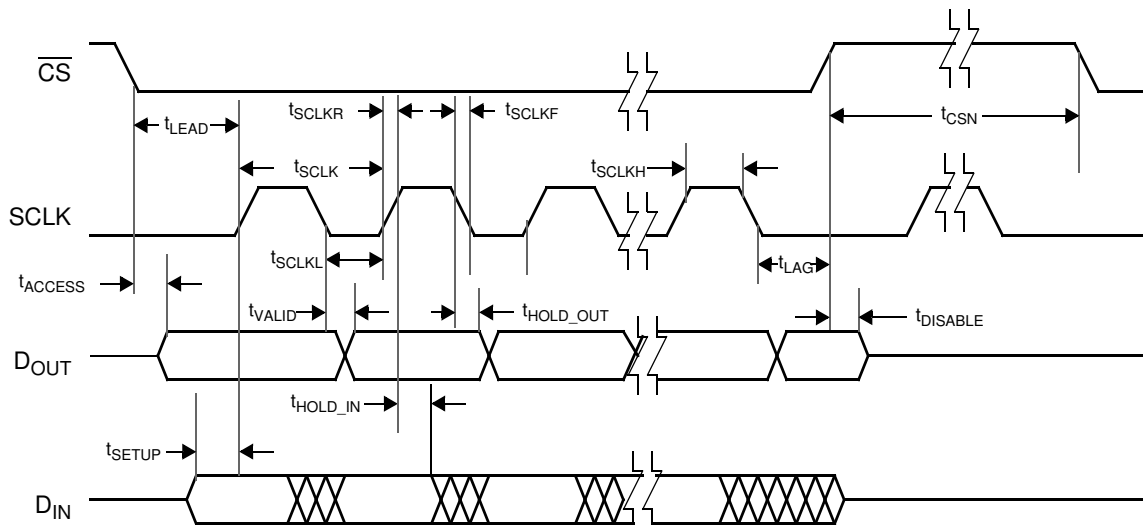 CS
tSCLKR
tSCLKF
tLEAD
tCSN
tSCLK
tSCLKH
SCLK
tSCLKL
tLAG
tACCESS
tVALID
tHOLD_OUT
tDISABLE
DOUT
tHOLD_IN
tSETUP
DIN